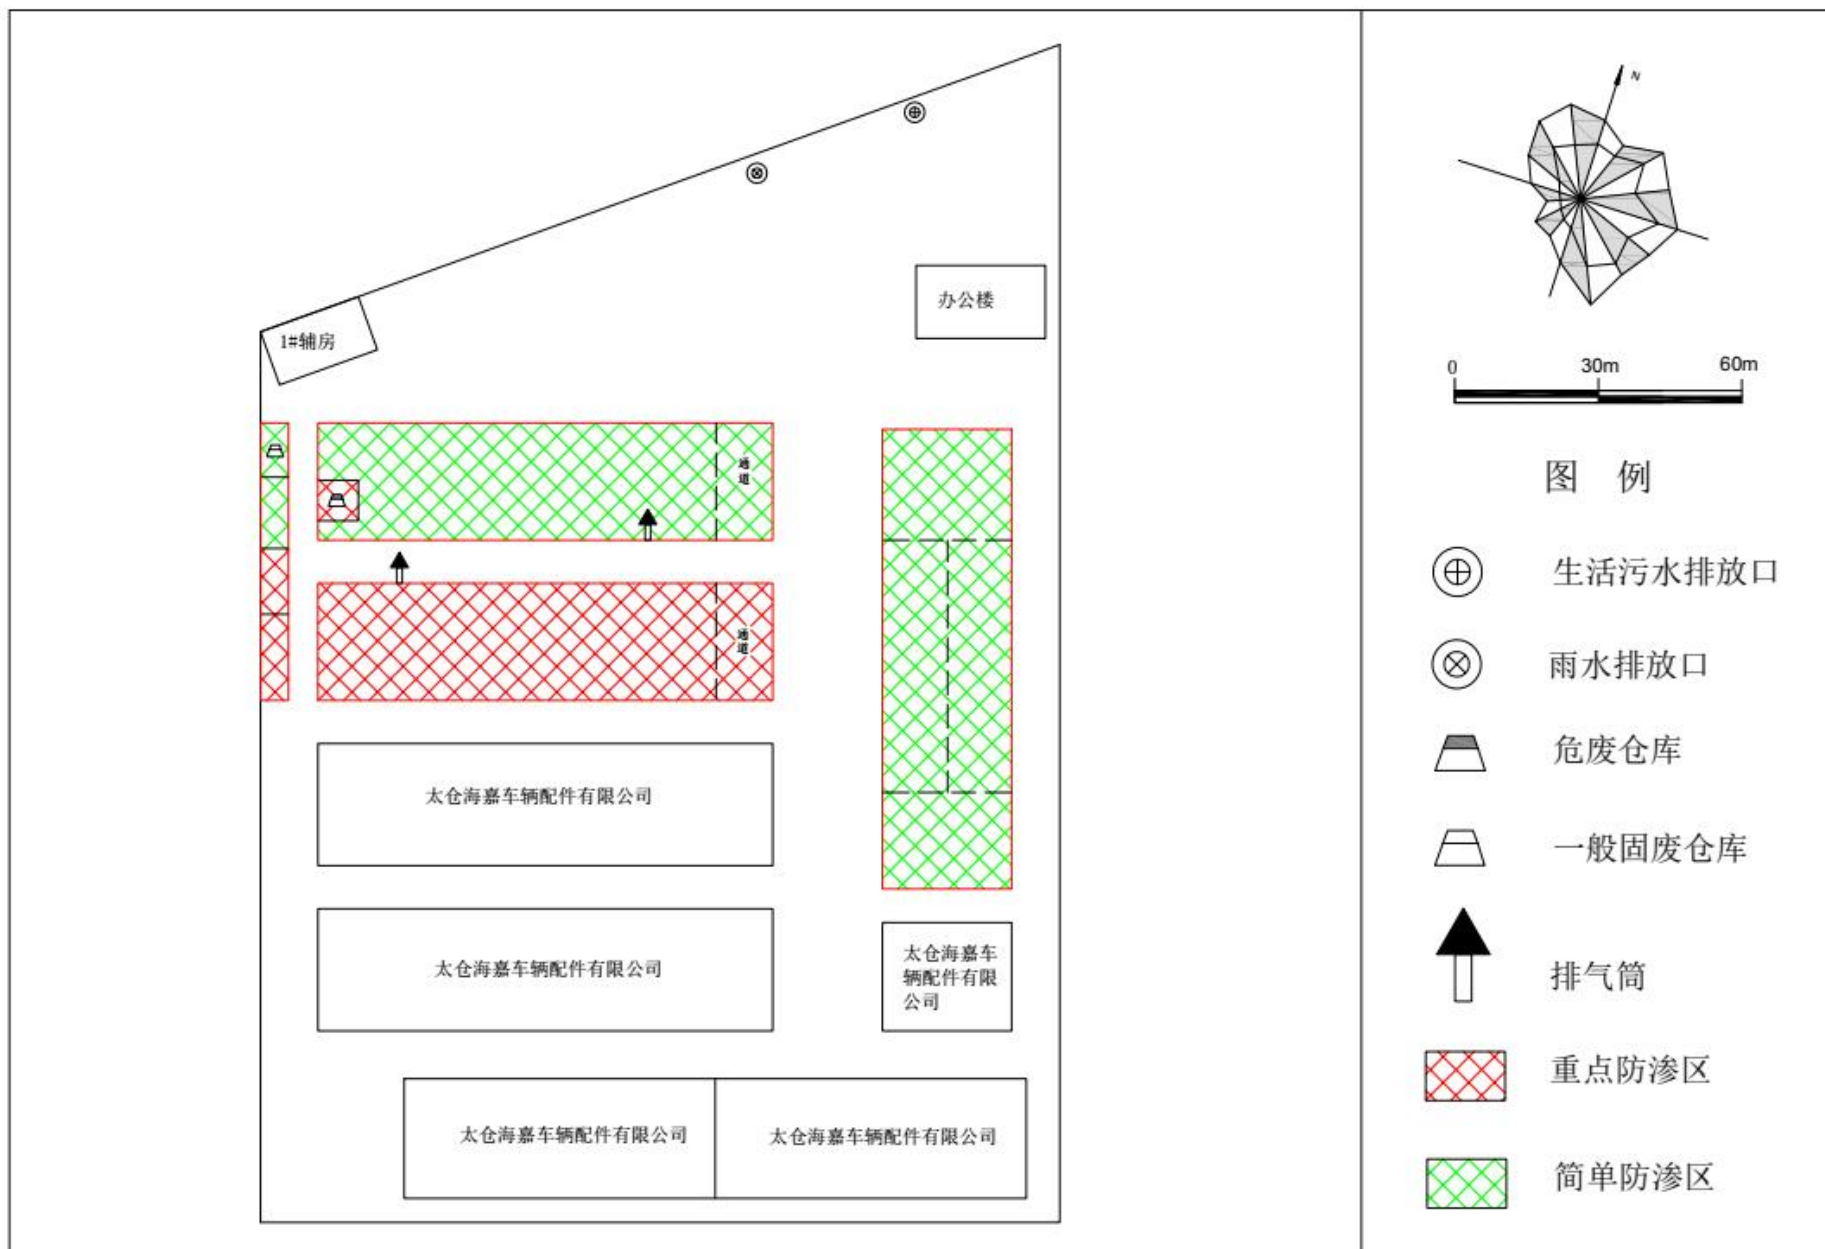 N
办公楼
1#辅房
0 30m 60m
图 例
通道
生活污水排放口
通道
雨水排放口
危废仓库
太仓海嘉车辆配件有限公司
一般固废仓库
太仓海嘉车辆配件有限公司
太仓海嘉车
辆配件有限
公司
排气筒
重点防渗区
太仓海嘉车辆配件有限公司
太仓海嘉车辆配件有限公司
简单防渗区